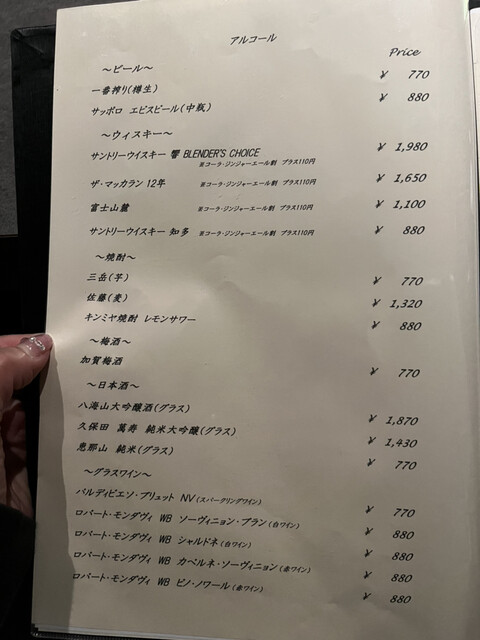 アルコール
Price
～ビール～
一番搾り(樽生) ¥ 770
サッポロ エビスビール(中瓶) ¥ 880
～ウィスキー～
サントリーウイスキー 響 BLENDER'S CHOICE ¥ 1,980
※コーラ・ジンジャーエール割 プラス110円
ザ・マッカラン 12年 ※コーラ・ジンジャーエール割 プラス110円 ¥ 1,650
富士山麓 ※コーラ・ジンジャーエール割 プラス110円 ¥ 1,100
サントリーウイスキー 知多 ※コーラ・ジンジャーエール割 プラス110円 ¥ 880
～焼酎～
三岳(芋) ¥ 770
佐藤(麦) ¥ 1,320
キンミヤ焼酎 レモンサワー ¥ 880
～梅酒～
加賀梅酒 ¥ 770
～日本酒～
八海山大吟醸酒(グラス) ¥ 1,870
久保田 萬寿 純米大吟醸(グラス) ¥ 1,430
恵那山 純米(グラス) ¥ 770
～グラスワイン～
バルディビエソ・ブリュット NV(スパークリングワイン) ¥ 770
ロバート・モンダヴィ WB ソーヴィニョン・ブラン(白ワイン) ¥ 880
ロバート・モンダヴィ WB シャルドネ(白ワイン) ¥ 880
ロバート・モンダヴィ WB カベルネ・ソーヴィニョン(赤ワイン) ¥ 880
ロバート・モンダヴィ WB ピノ・ノワール(赤ワイン) ¥ 880